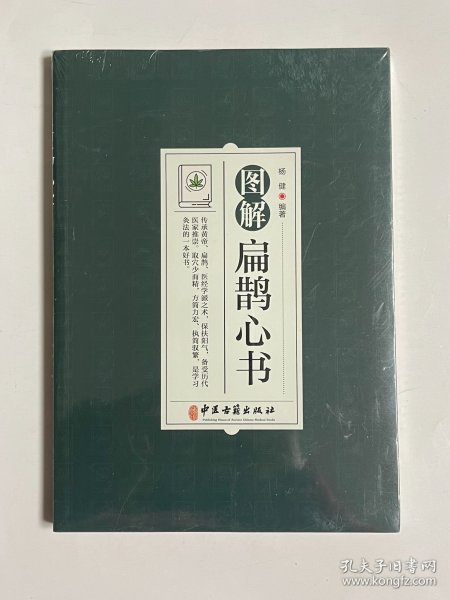 杨健 编著
图解
扁鹊心书
传承黄帝、扁鹊、医经学派之术，保扶阳气，备受历代
医家推崇。取穴少而精，方简力宏，执简驭繁，是学习
灸法的一本好书。
中医古籍出版社
Publishing House of Ancient Chinese Medical Books
孔夫子旧书网
www.kongfz.com